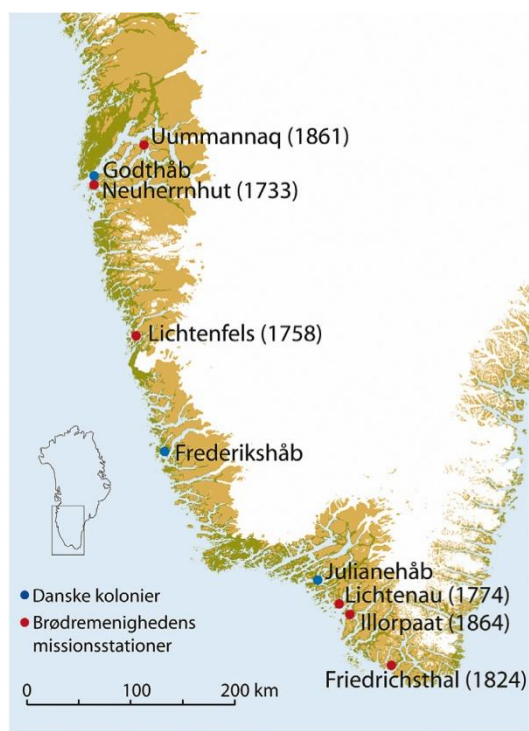 Uummannaq (1861)
Godthåb
Neuherrnhut (1733)
Lichtenfels (1758)
Frederikshåb
Julianehåb
Lichtenau (1774)
Illorpaat (1864)
Friedrichsthal (1824)
Danske kolonier
Brødremenighedens
missionsstationer
0 100 200 km